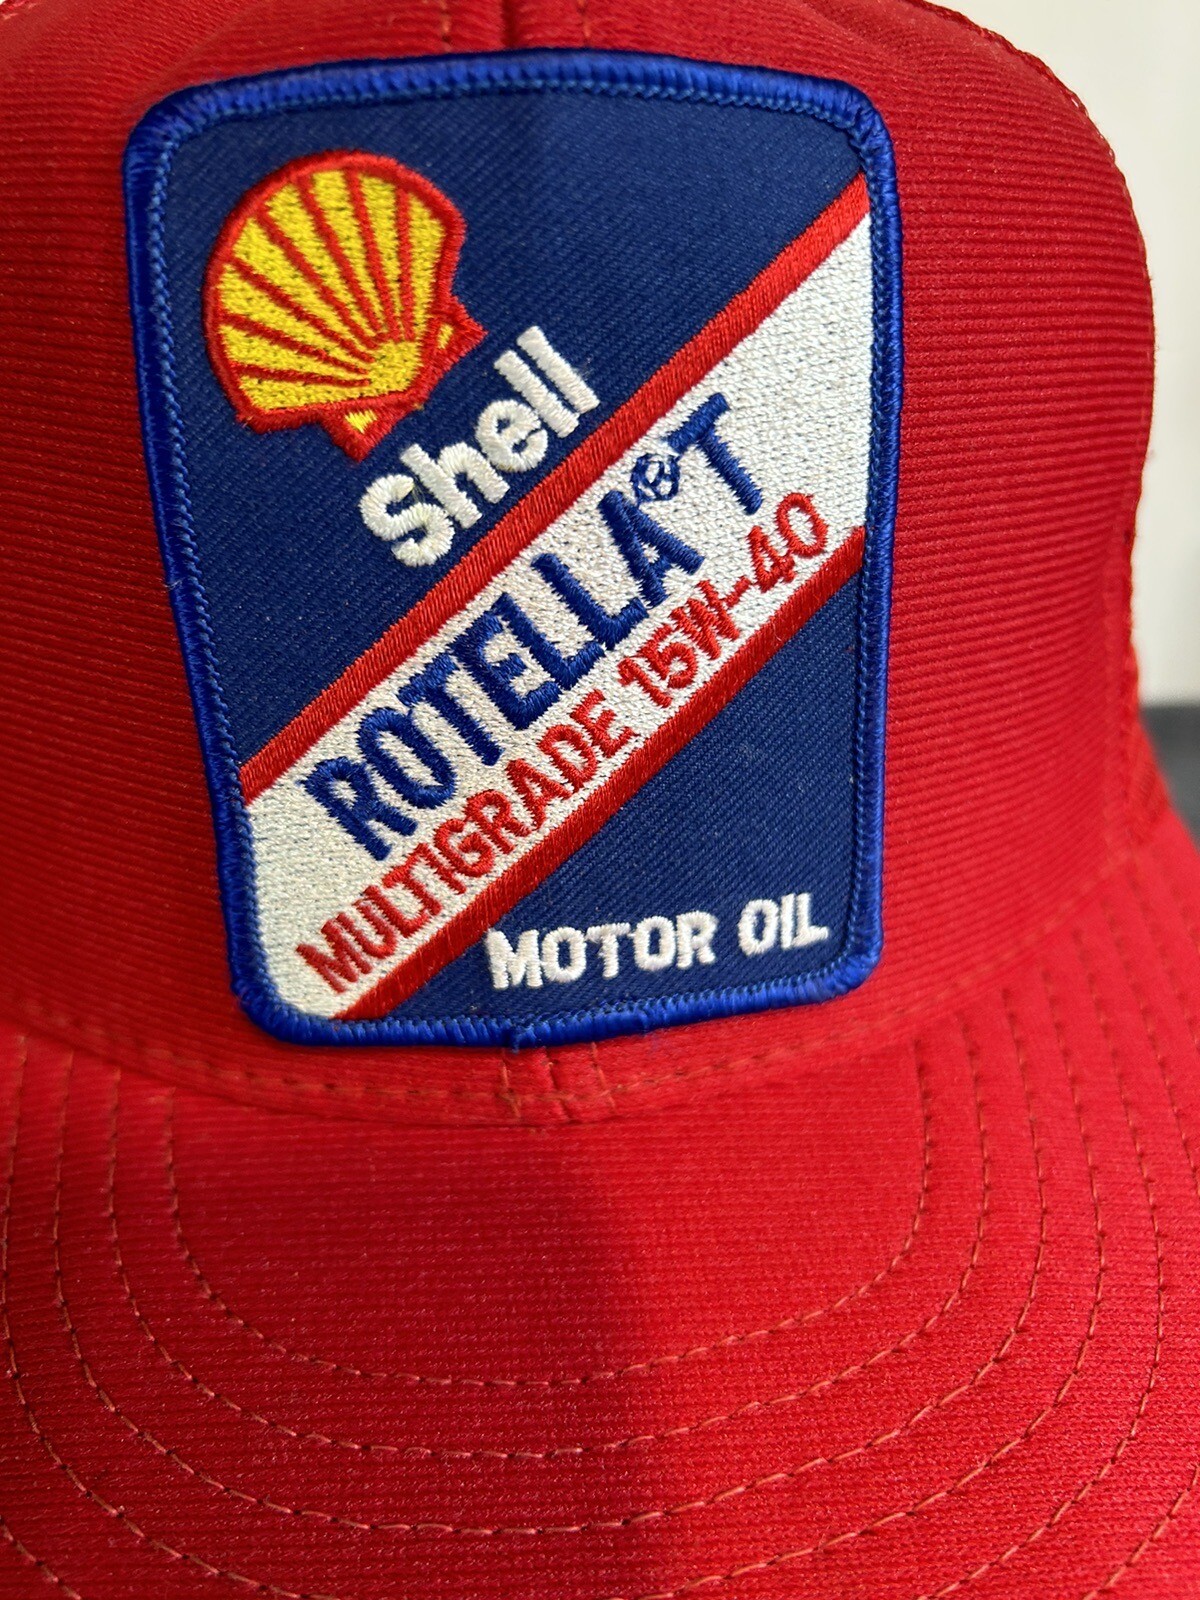 Shell
ROTELLA® T
MULTIGRADE 15W-40
MOTOR OIL